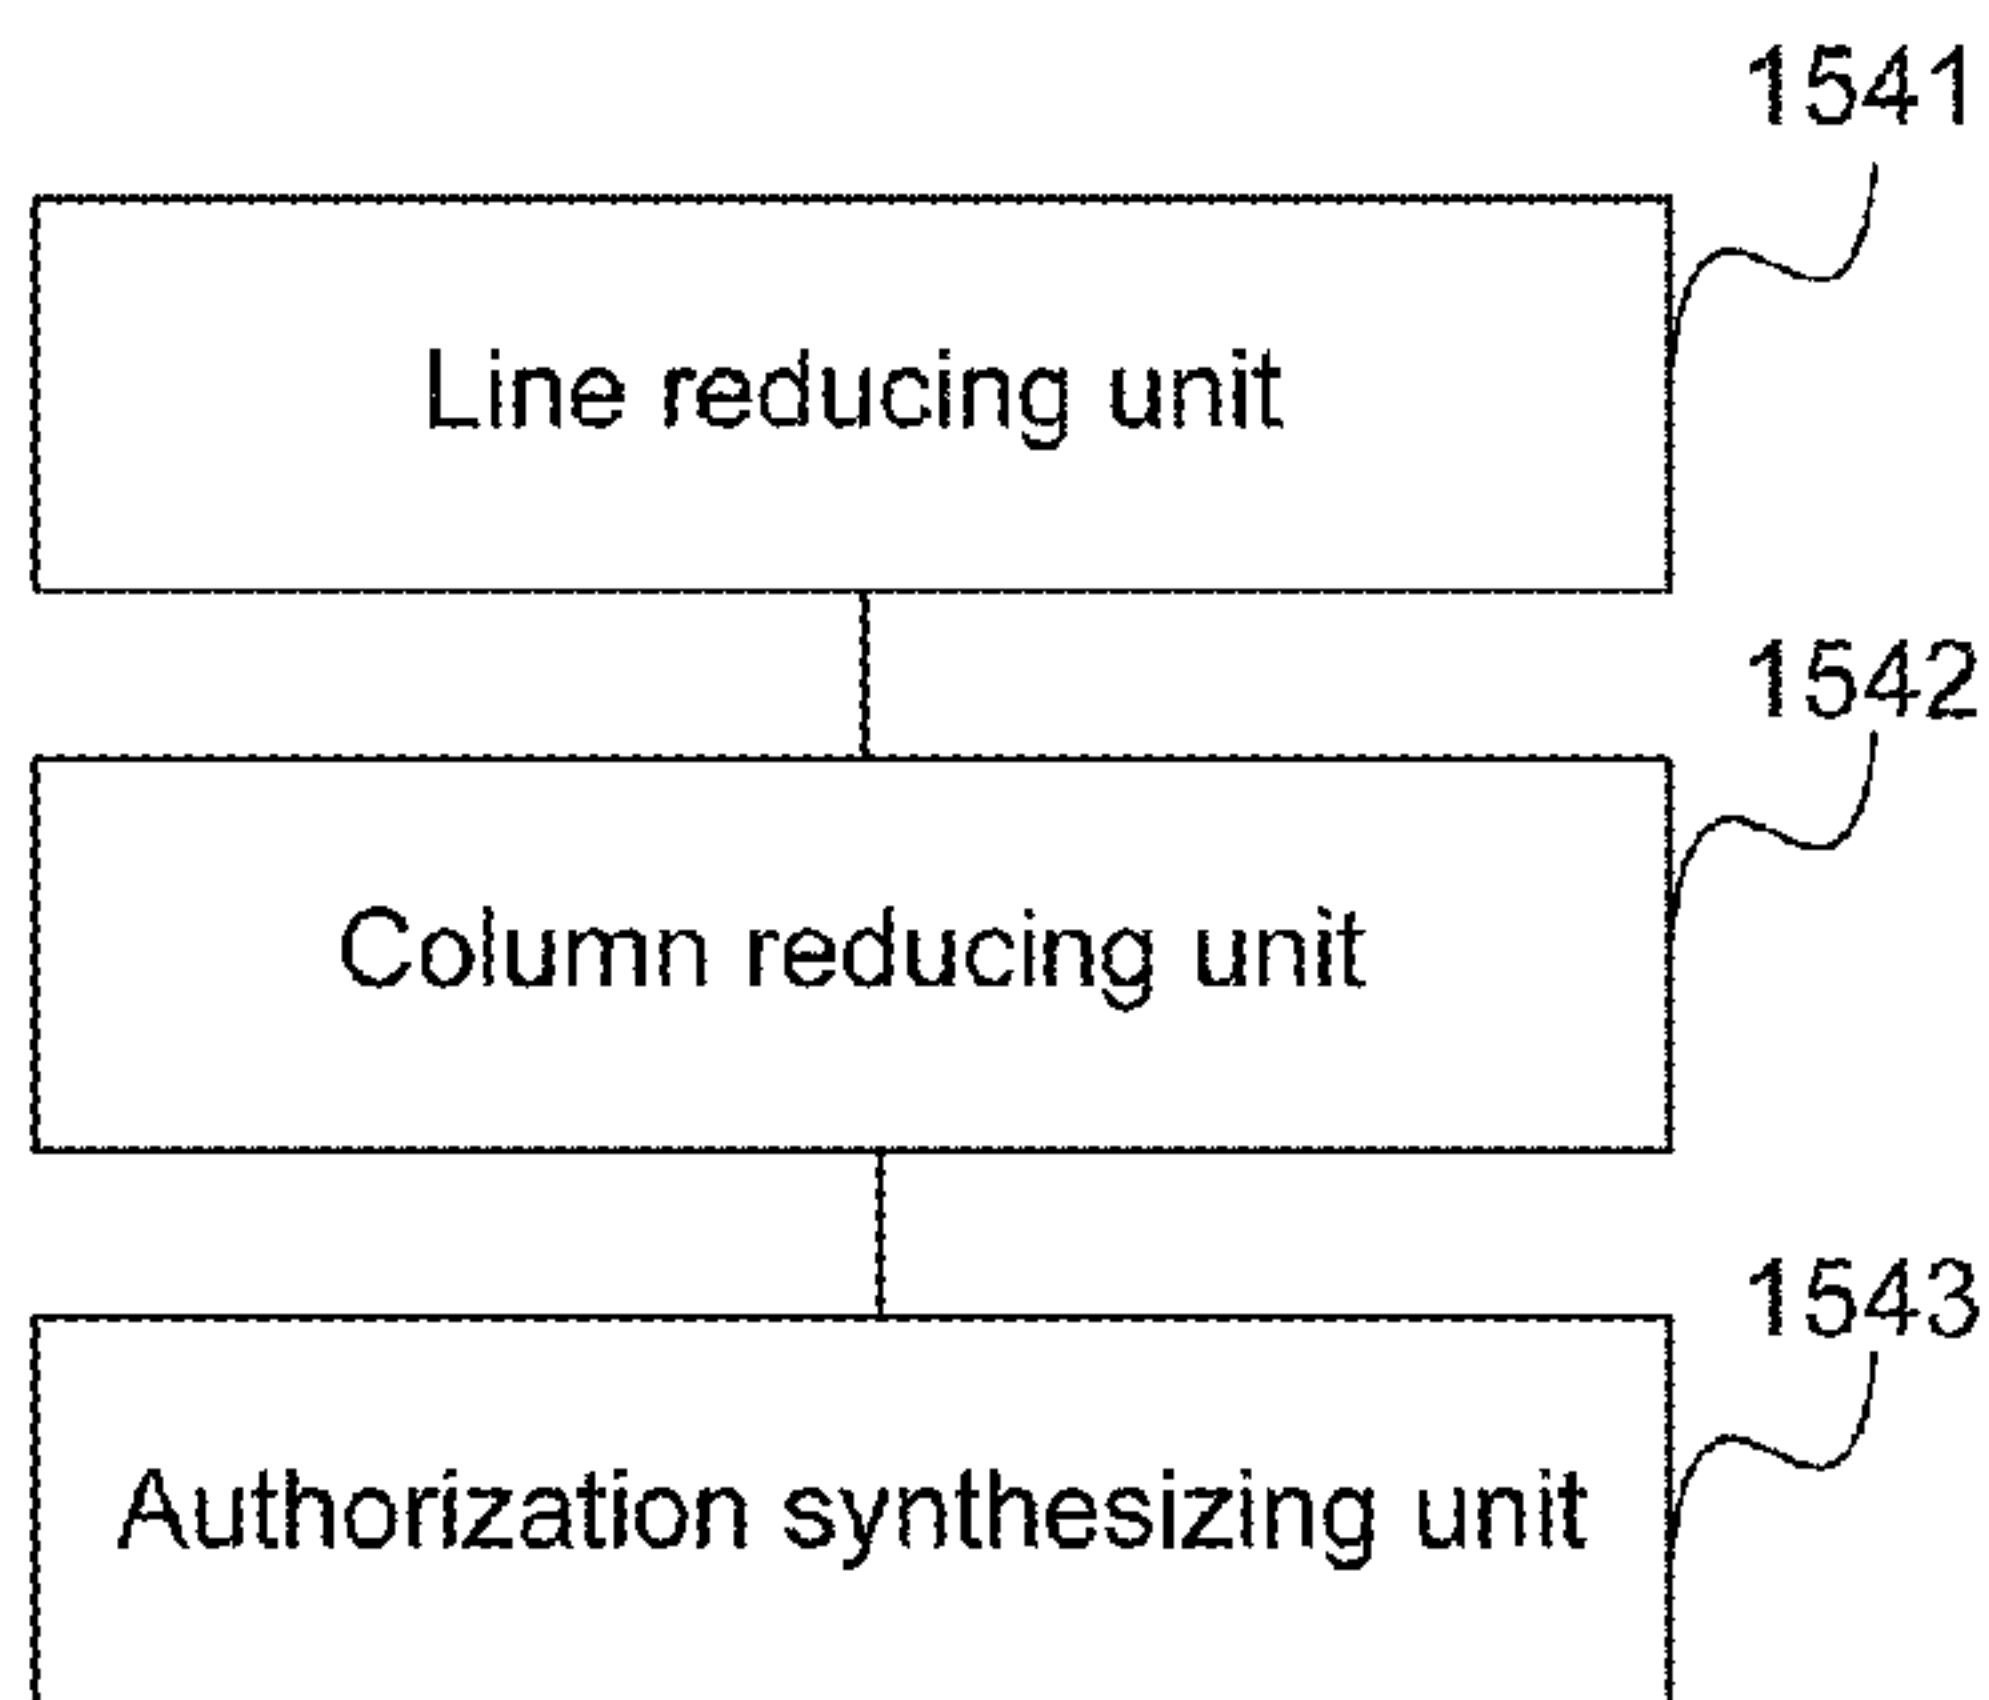 1541
Line reducing unit
1542
Column reducing unit
1543
Authorization synthesizing unit